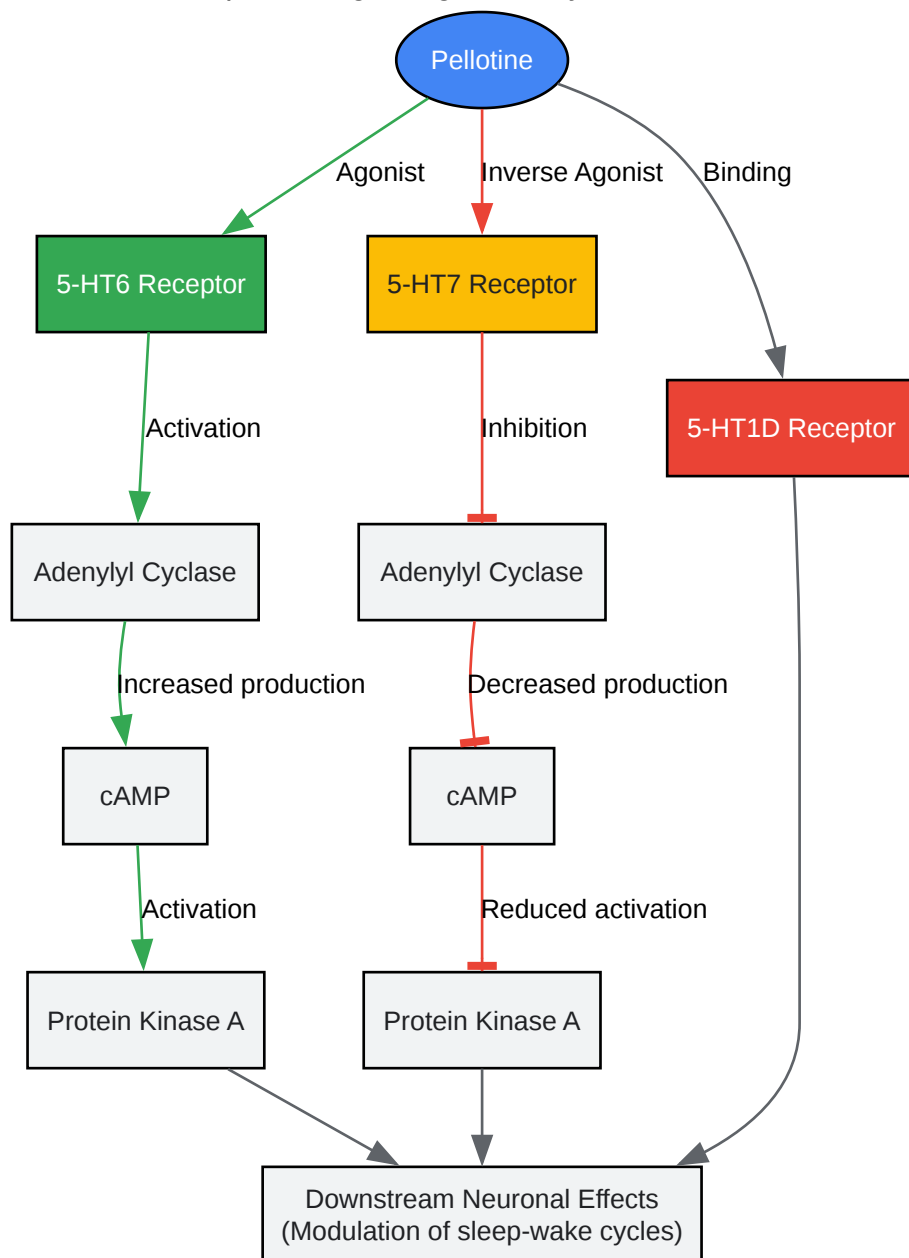 Pellotine
Agonist
Inverse Agonist
Binding
5-HT6 Receptor
5-HT7 Receptor
5-HT1D Receptor
Activation
Inhibition
Adenylyl Cyclase
Adenylyl Cyclase
Increased production
Decreased production
cAMP
cAMP
Activation
Reduced activation
Protein Kinase A
Protein Kinase A
Downstream Neuronal Effects
(Modulation of sleep-wake cycles)